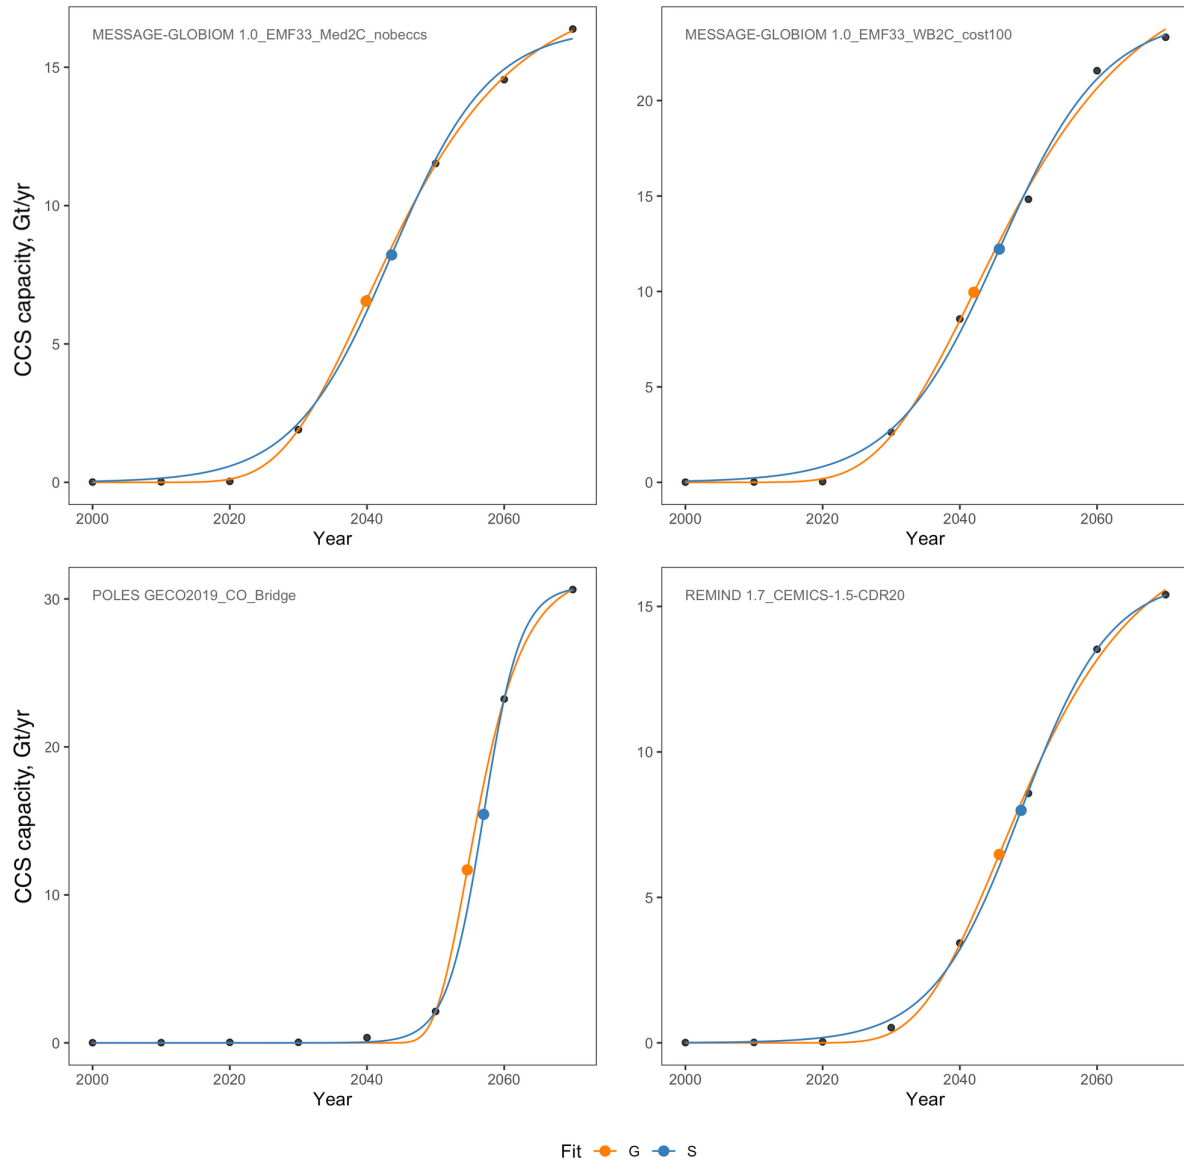 MESSAGE-GLOBIOM 1.0_EMF33_Med2C_nobeccs
CCS capacity, Gt/yr
15
10
5
0
2000 2020 2040 2060
Year
MESSAGE-GLOBIOM 1.0_EMF33_WB2C_cost100
20
15
10
5
0
2000 2020 2040 2060
Year
POLES GECO2019_CO_Bridge
CCS capacity, Gt/yr
30
20
10
0
2000 2020 2040 2060
Year
REMIND 1.7_CEMICS-1.5-CDR20
15
10
5
0
2000 2020 2040 2060
Year
Fit G S